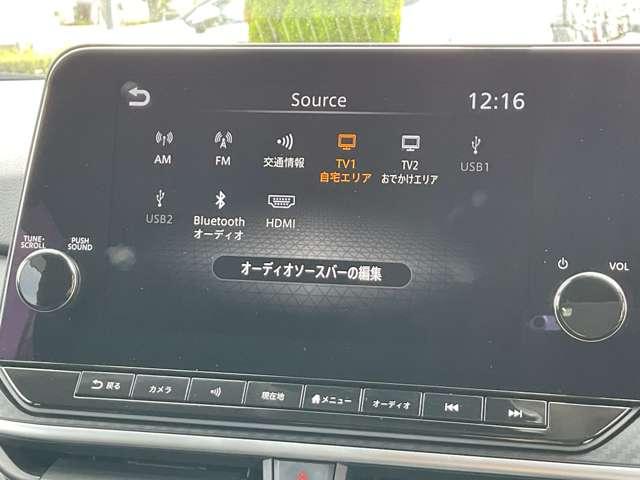 Source
12:16
AM
FM
交通情報
TV1
自宅エリア
TV2
おでかけエリア
USB1
USB2
Bluetooth
オーディオ
HDMI
オーディオソースバーの編集
TUNE･
SCROLL
PUSH
SOUND
VOL
戻る
カメラ
現在地
メニュー
オーディオ